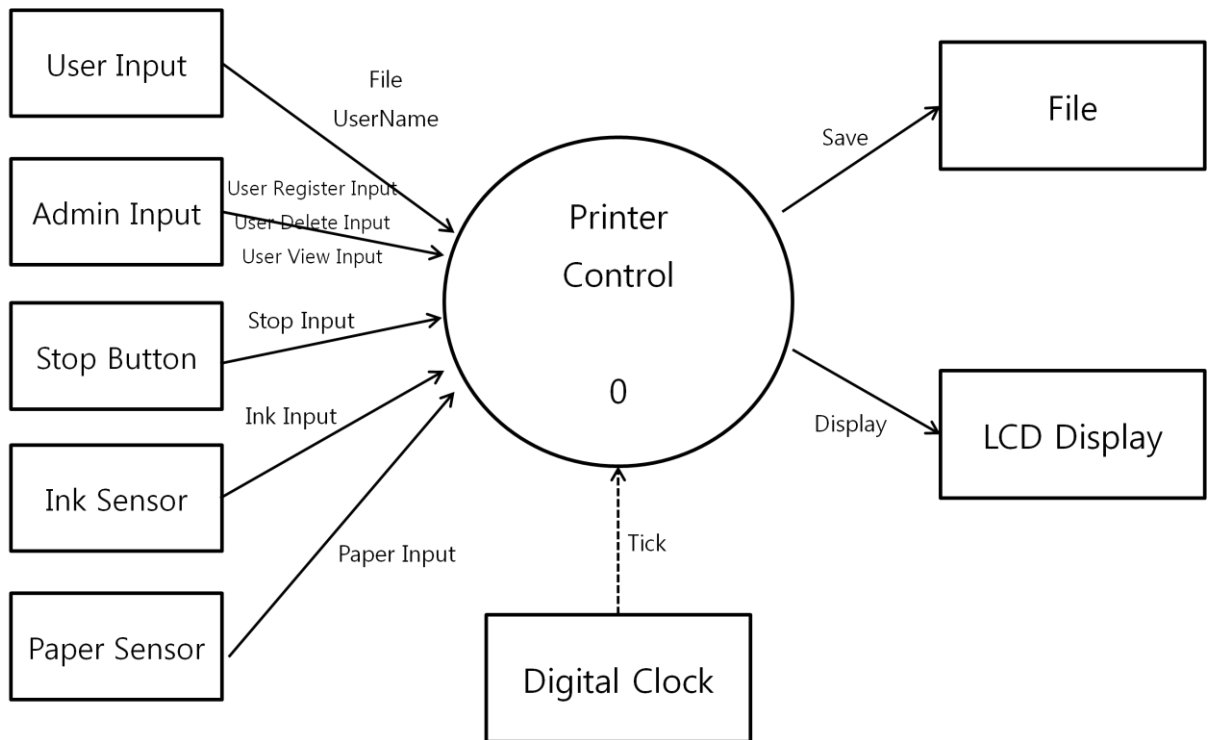 User Input
File
UserName
Admin Input
User Register Input
User Delete Input
User View Input
Stop Button
Stop Input
Ink Sensor
Ink Input
Paper Sensor
Paper Input
Printer
Control
0
Tick
Digital Clock
Save
File
Display
LCD Display